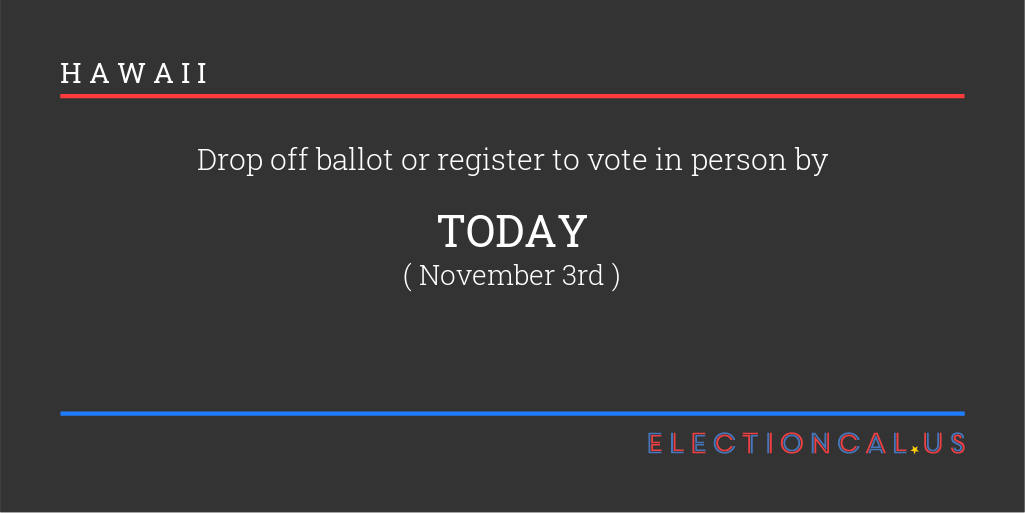 HAWAII
Drop off ballot or register to vote in person by
TODAY
( November 3rd )
ELECTIONCAL.US